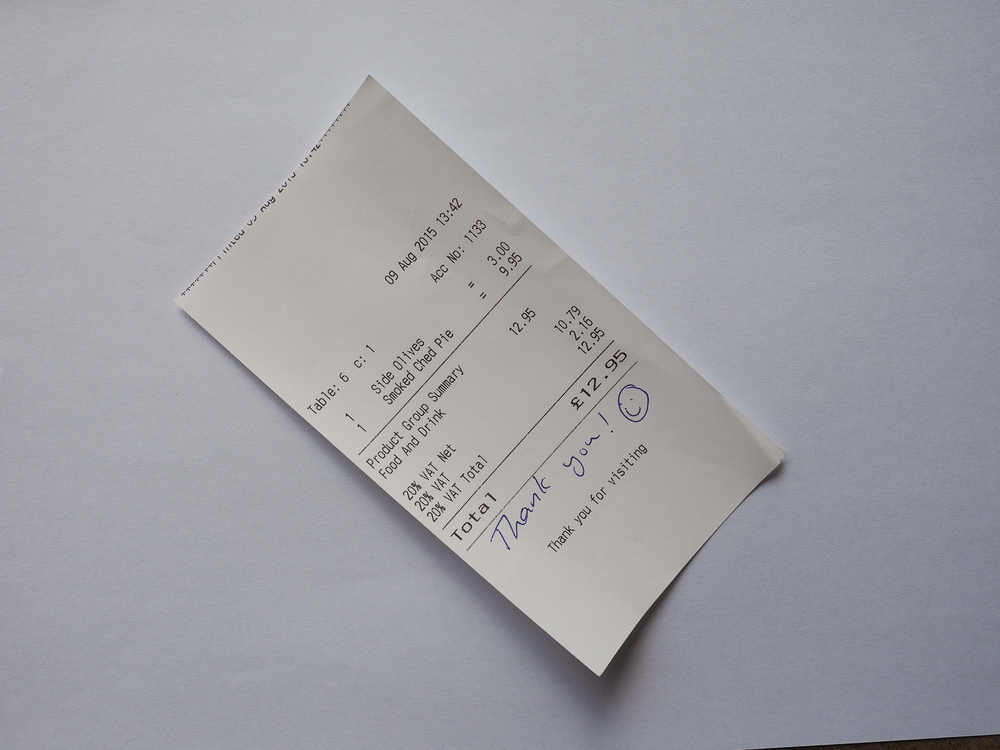 Aug 2015
09 Aug 2015 13:42
Table: 6 c: 1 Acc No: 1133
1 Side Olives = 3.00
1 Smoked Ched Pie = 9.95
Product Group Summary
Food And Drink 12.95
20% VAT Net 10.79
20% VAT 2.16
20% VAT Total 12.95
Total £12.95
Thank you!
Thank you for visiting